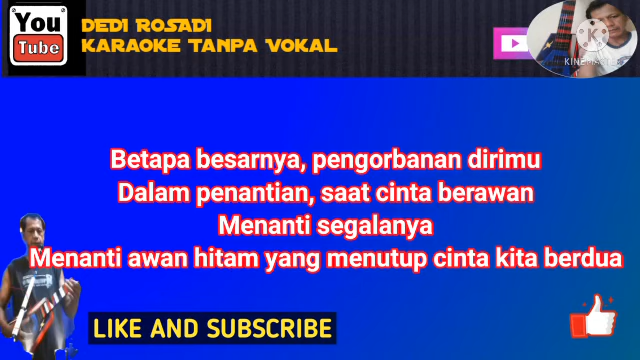 You
Tube
DEDI ROSADI
KARAOKE TANPA VOKAL
Betapa besarnya, pengorbanan dirimu
Dalam penantian, saat cinta berawan
Menanti segalanya
Menanti awan hitam yang menutup cinta kita berdua
LIKE AND SUBSCRIBE